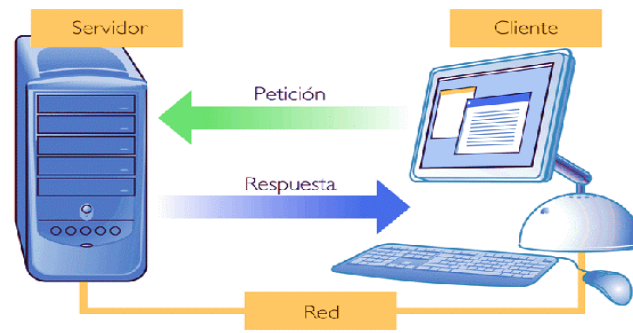 Servidor
Cliente
Petición
Respuesta
Red